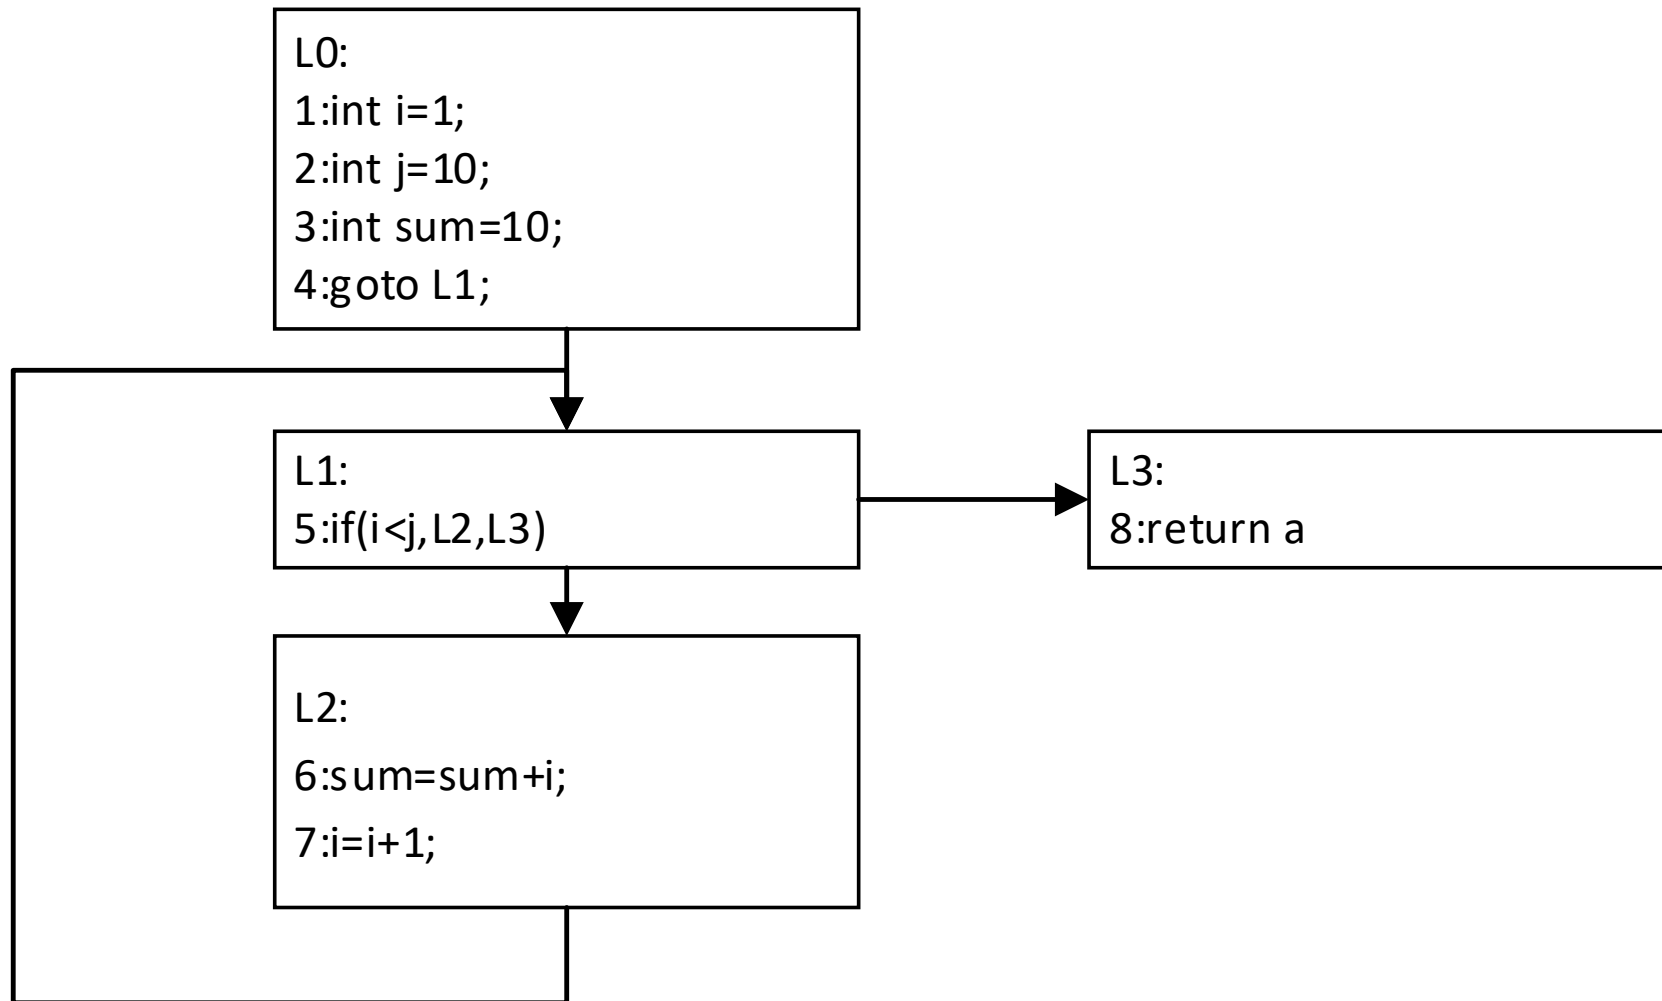 L0:
1:int i=1;
2:int j=10;
3:int sum=10;
4:goto L1;
L1:
5:if(i<j,L2,L3)
L3:
8:return a
L2:
6:sum=sum+i;
7:i=i+1;